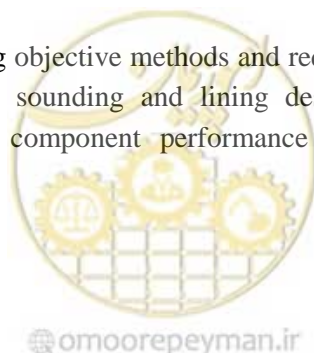 g objective methods and rec
sounding and lining de
component performance
@omoorepeyman.ir